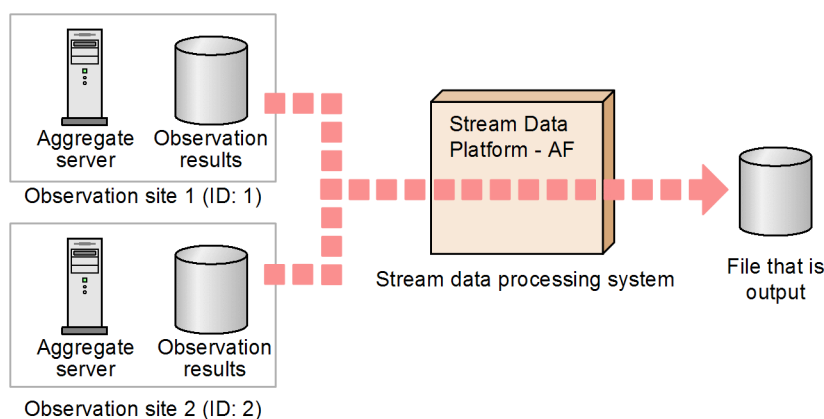 Aggregate
server
Observation
results
Observation site 1 (ID: 1)
Aggregate
server
Observation
results
Observation site 2 (ID: 2)
Stream Data
Platform - AF
Stream data processing system
File that is
output